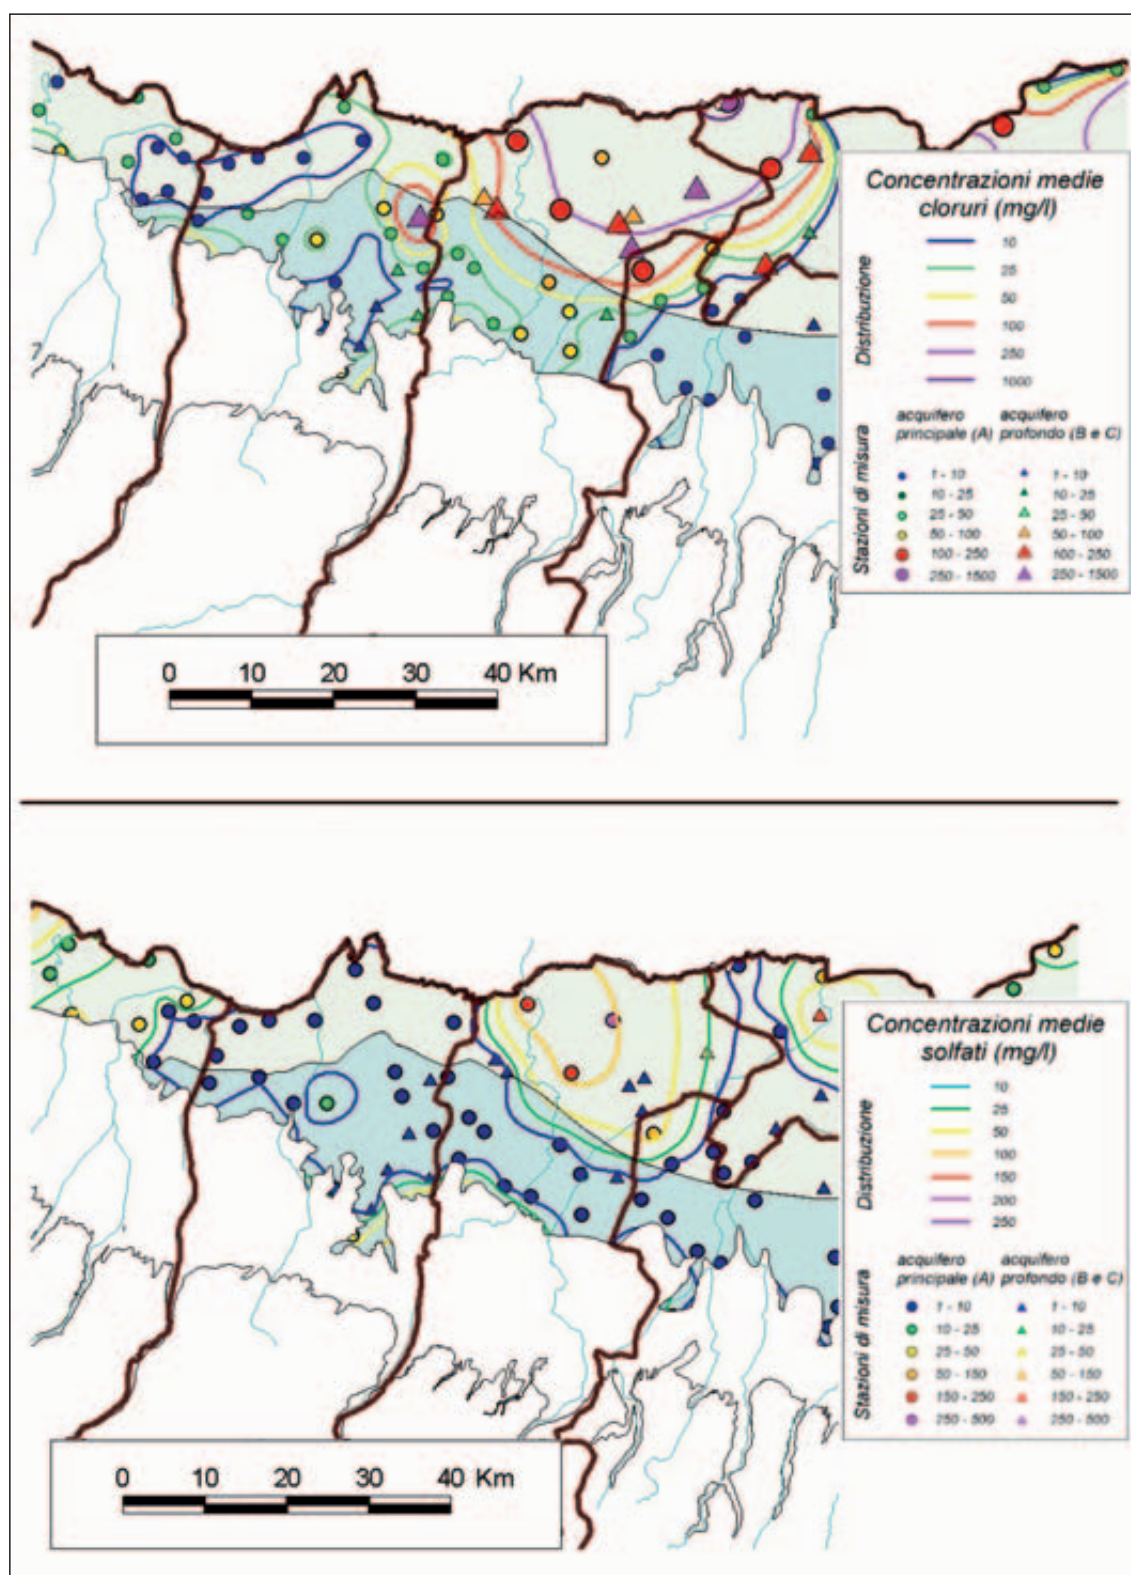 Concentrazioni medie
cloruri (mg/l)
Distribuzione
10
25
50
100
250
1000
Stazioni di misura
acquifero
principale (A)
acquifero
profondo (B e C)
1 - 10
1 - 10
10 - 25
10 - 25
25 - 50
25 - 50
50 - 100
50 - 100
100 - 250
100 - 250
250 - 1500
250 - 1500
0 10 20 30 40 Km
Concentrazioni medie
solfati (mg/l)
Distribuzione
10
25
50
100
150
200
250
Stazioni di misura
acquifero
principale (A)
acquifero
profondo (B e C)
1 - 10
1 - 10
10 - 25
10 - 25
25 - 50
25 - 50
50 - 150
50 - 150
150 - 250
150 - 250
250 - 500
250 - 500
0 10 20 30 40 Km